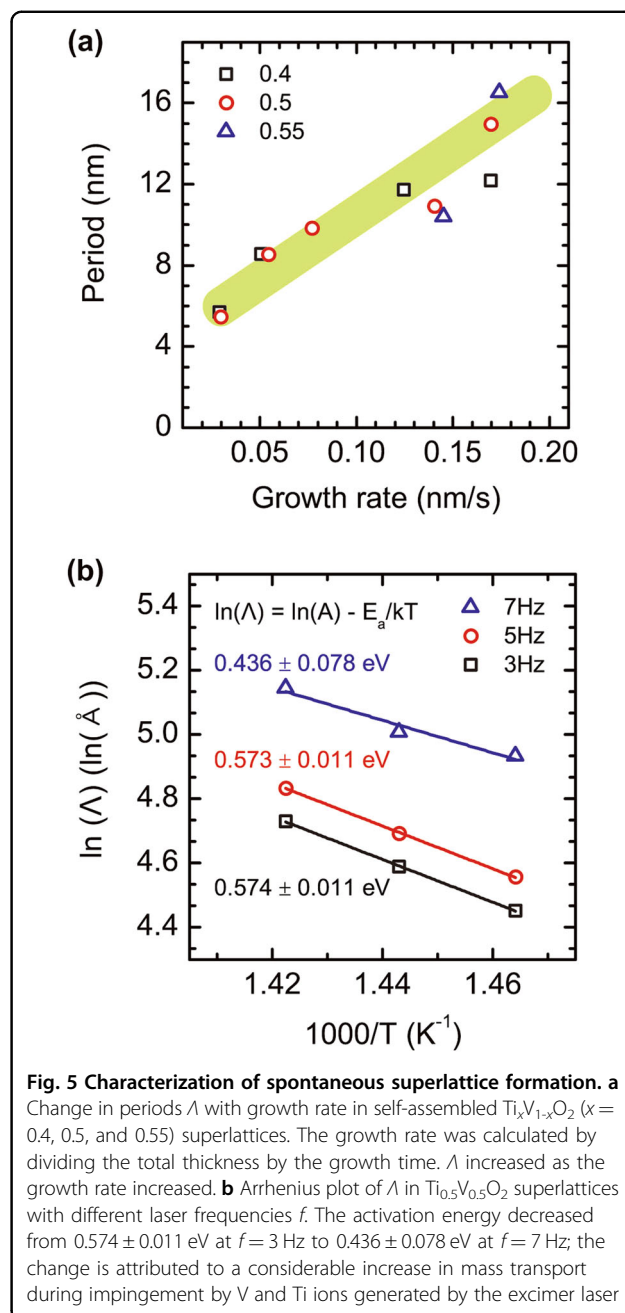 (a)
0.4
0.5
0.55
16
12
8
4
0
Period (nm)
0.05 0.10 0.15 0.20
Growth rate (nm/s)
(b)
ln(Λ) = ln(A) - Ea/kT
7Hz
5Hz
3Hz
5.4
5.2
5.0
4.8
4.6
4.4
0.436 ± 0.078 eV
0.573 ± 0.011 eV
0.574 ± 0.011 eV
ln (Λ) (ln( Å ))
1.42 1.44 1.46
1000/T (K⁻¹)
Fig. 5 Characterization of spontaneous superlattice formation. a
Change in periods Λ with growth rate in self-assembled TiₓV₁₋ₓO₂ (x =
0.4, 0.5, and 0.55) superlattices. The growth rate was calculated by
dividing the total thickness by the growth time. Λ increased as the
growth rate increased. b Arrhenius plot of Λ in Ti₀.₅V₀.₅O₂ superlattices
with different laser frequencies f. The activation energy decreased
from 0.574 ± 0.011 eV at f = 3 Hz to 0.436 ± 0.078 eV at f = 7 Hz; the
change is attributed to a considerable increase in mass transport
during impingement by V and Ti ions generated by the excimer laser